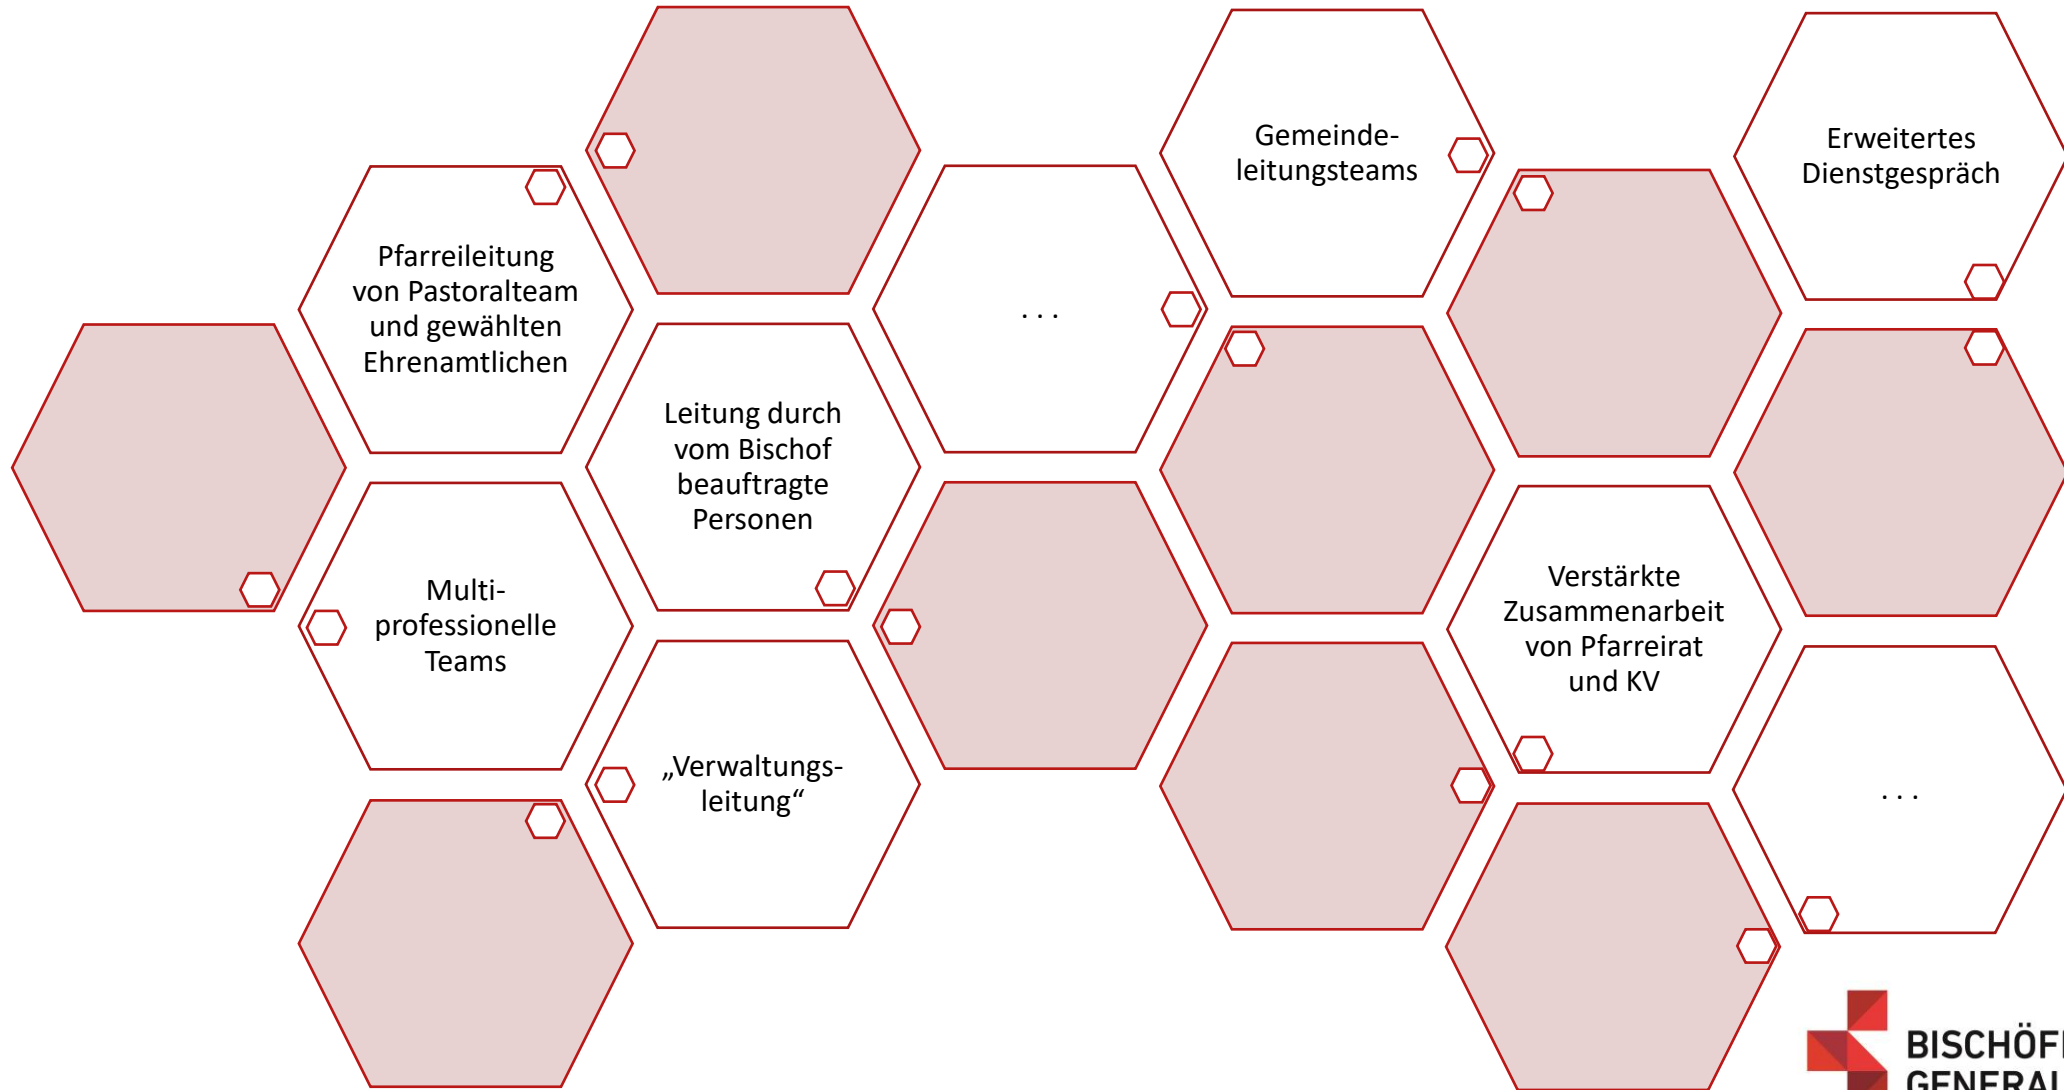 Pfarreileitung
von Pastoralteam
und gewählten
Ehrenamtlichen
Multi-
professionelle
Teams
Leitung durch
vom Bischof
beauftragte
Personen
„Verwaltungs-
leitung“
. . .
Gemeinde-
leitungsteams
Verstärkte
Zusammenarbeit
von Pfarreirat
und KV
Erweitertes
Dienstgespräch
. . .